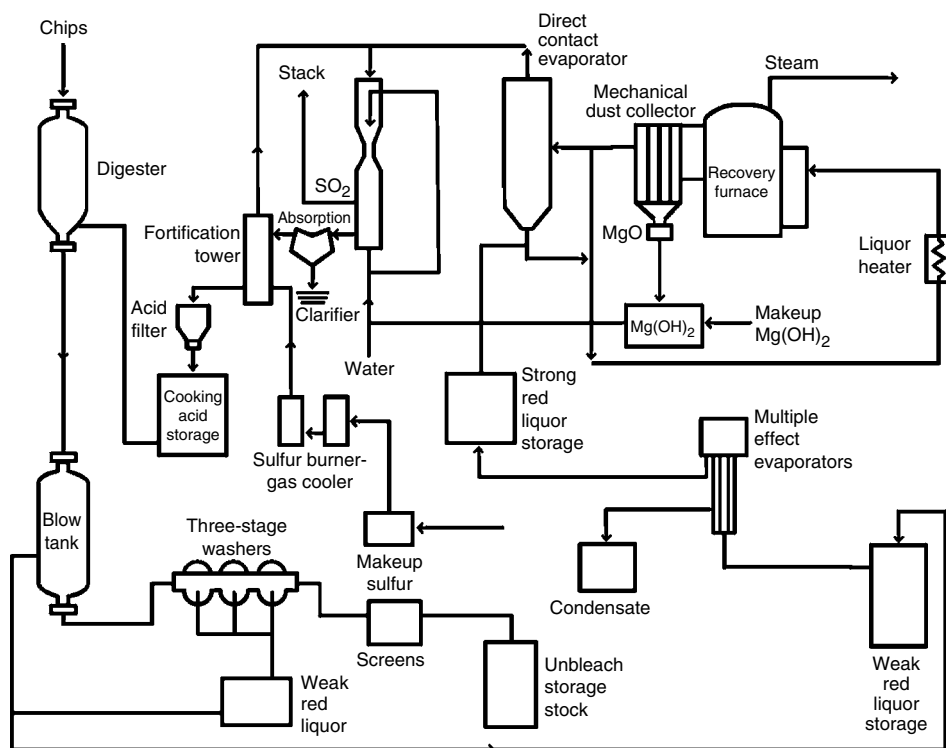 Chips
Digester
Stack
SO2
Direct
contact
evaporator
Mechanical
dust collector
Steam
Recovery
furnace
MgO
Liquor
heater
Fortification
tower
Absorption
Clarifier
Acid
filter
Water
Mg(OH)2
Makeup
Mg(OH)2
Cooking
acid
storage
Sulfur burner-
gas cooler
Strong
red
liquor
storage
Multiple
effect
evaporators
Blow
tank
Three-stage
washers
Makeup
sulfur
Condensate
Screens
Weak
red
liquor
Unbleach
storage
stock
Weak
red
liquor
storage